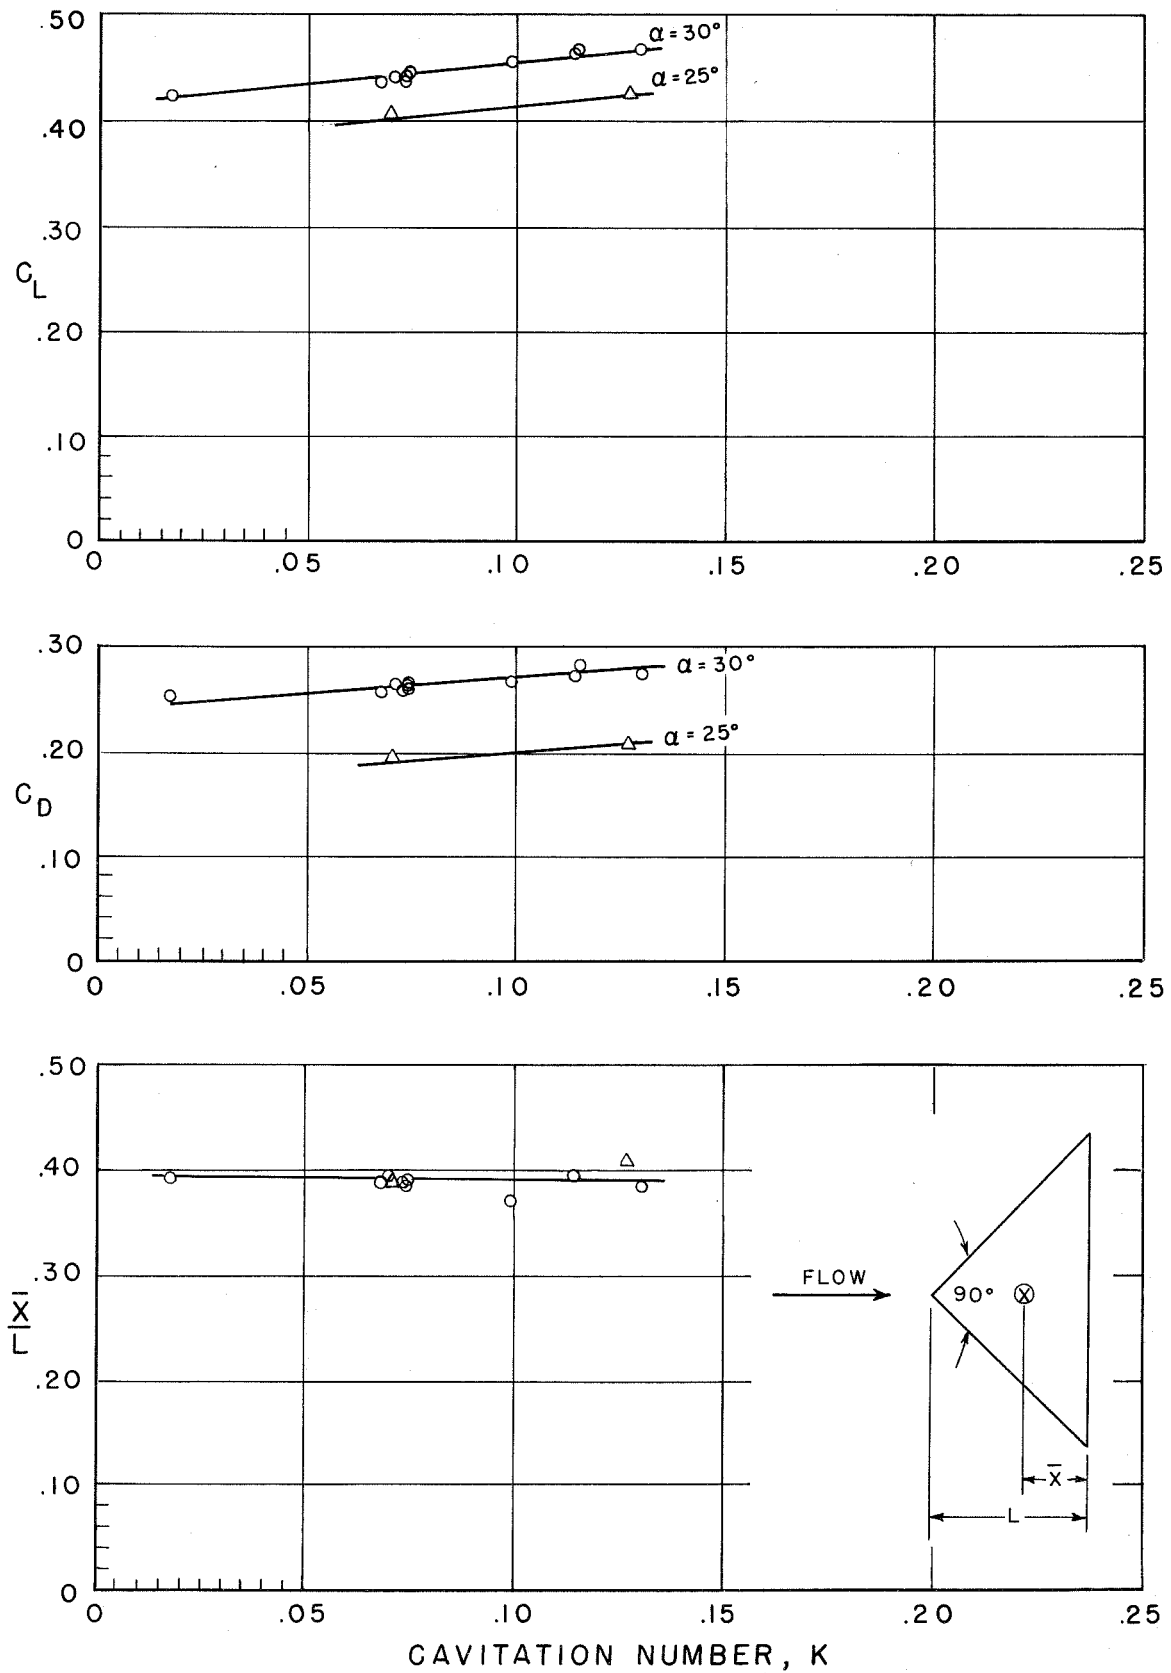 .50
α = 30°
α = 25°
.40
.30
C_L
.20
.10
0
0 .05 .10 .15 .20 .25
.30
α = 30°
α = 25°
.20
C_D
.10
0
0 .05 .10 .15 .20 .25
.50
.40
.30
FLOW
90°
X
X̄
L
.20
.10
X̄
L
0
0 .05 .10 .15 .20 .25
CAVITATION NUMBER, K